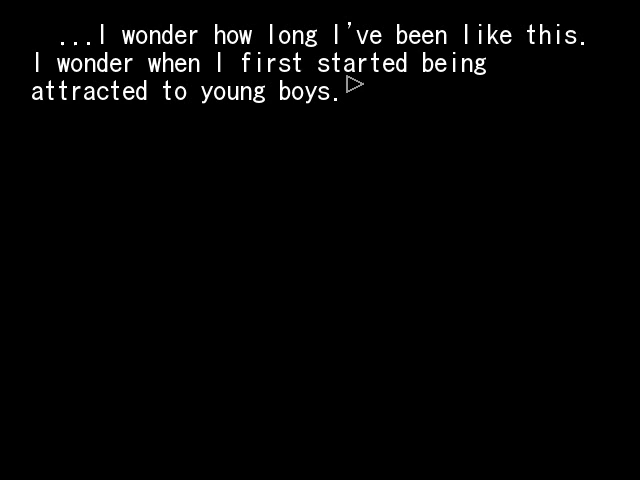 ...I wonder how long I've been like this.
I wonder when I first started being
attracted to young boys.